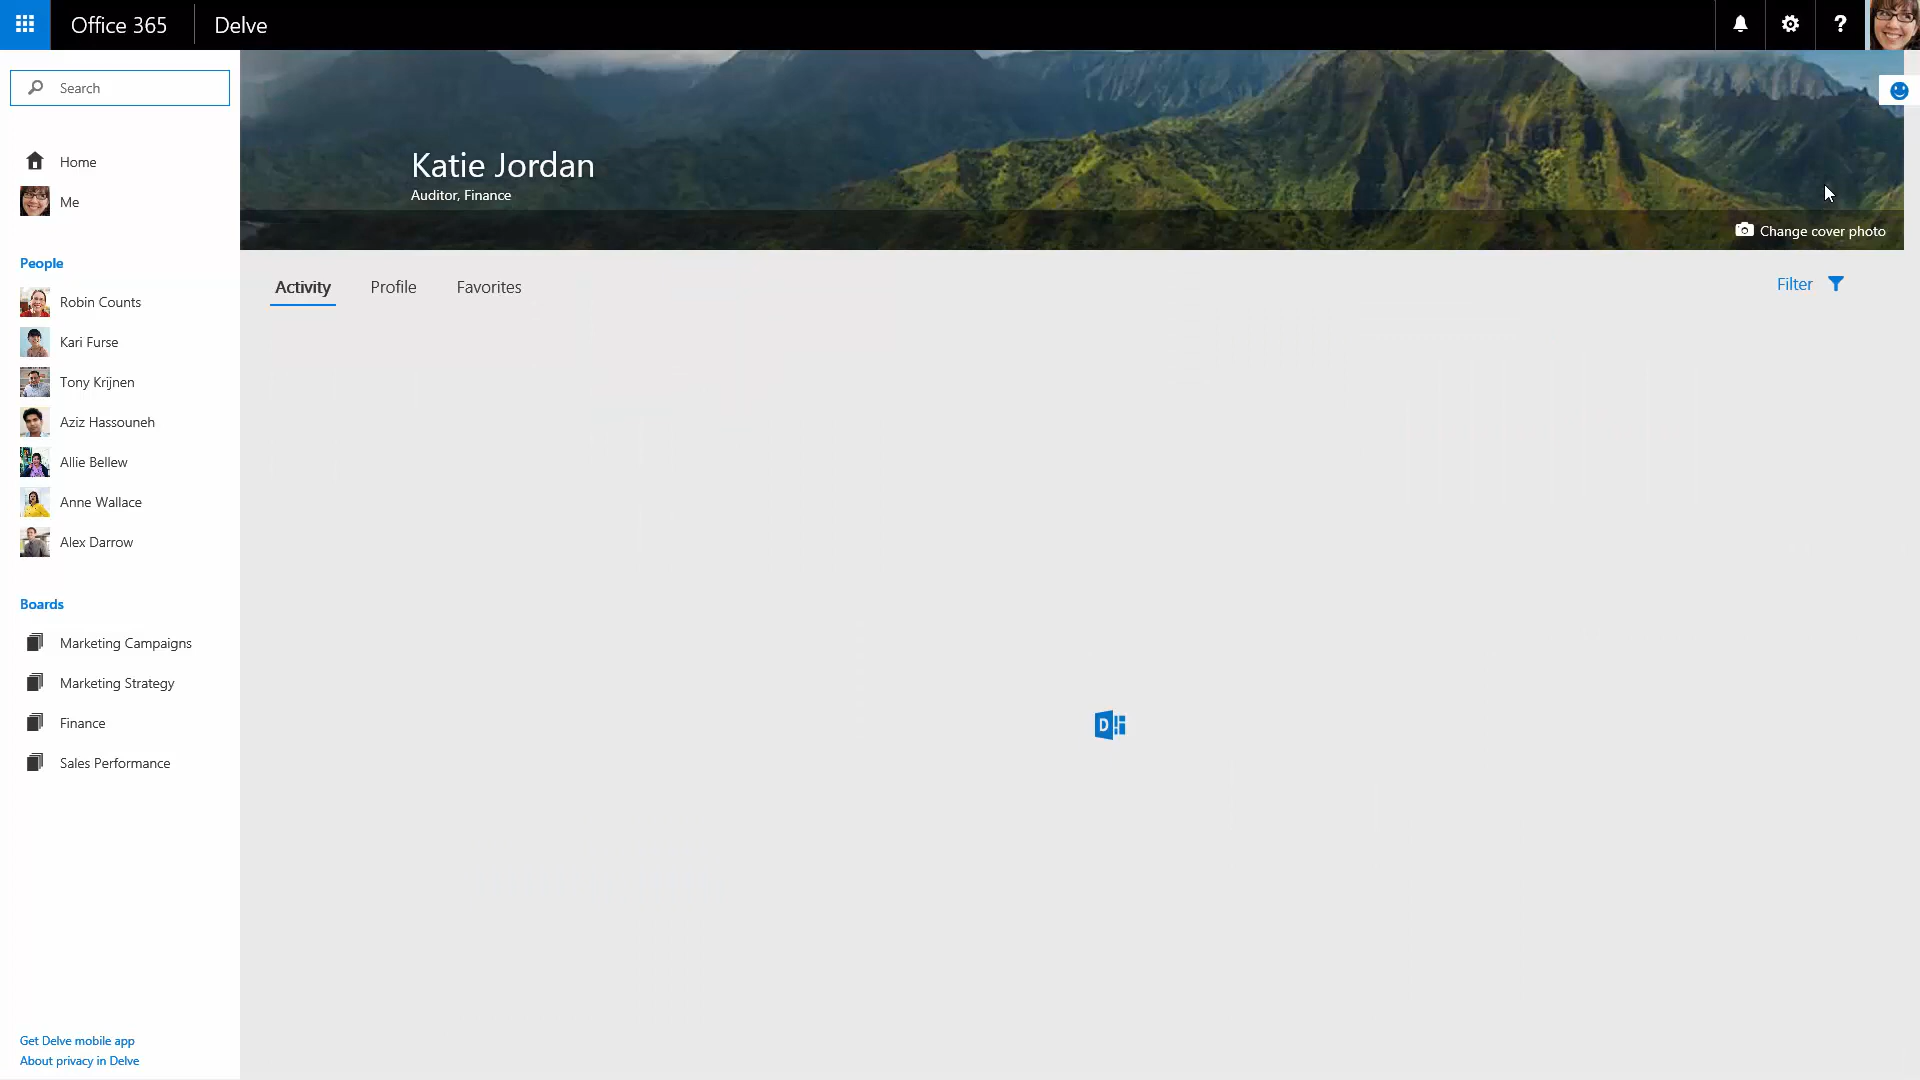 Office 365
Delve
?
Search
Home
Me
People
Robin Counts
Kari Furse
Tony Krijnen
Aziz Hassouneh
Allie Bellew
Anne Wallace
Alex Darrow
Boards
Marketing Campaigns
Marketing Strategy
Finance
Sales Performance
Get Delve mobile app
About privacy in Delve
Katie Jordan
Auditor, Finance
Change cover photo
Activity
Profile
Favorites
Filter
D